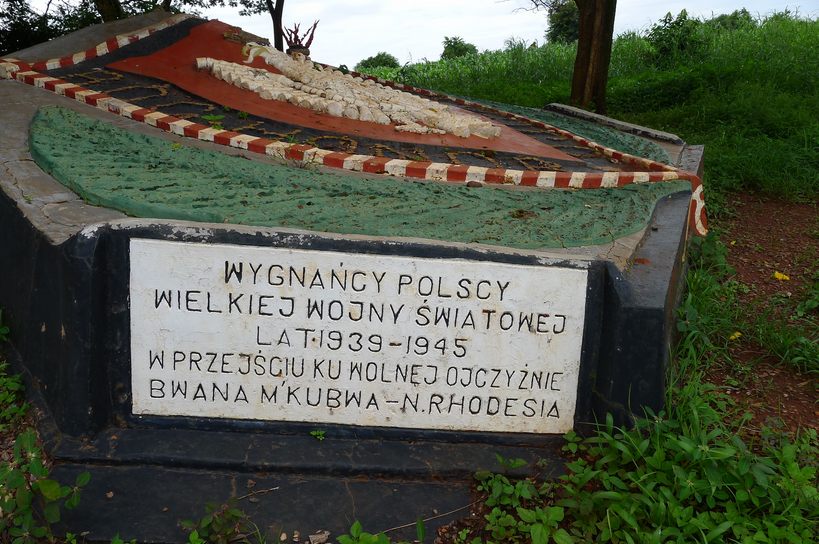 WYGNAŃCY POLSCY
WIELKIEJ WOJNY ŚWIATOWEJ
LAT·1939-1945
W PRZEJŚCIU KU WOLNEJ OJCZYŹNIE
BWANA M'KUBWA-N.RHODESIA